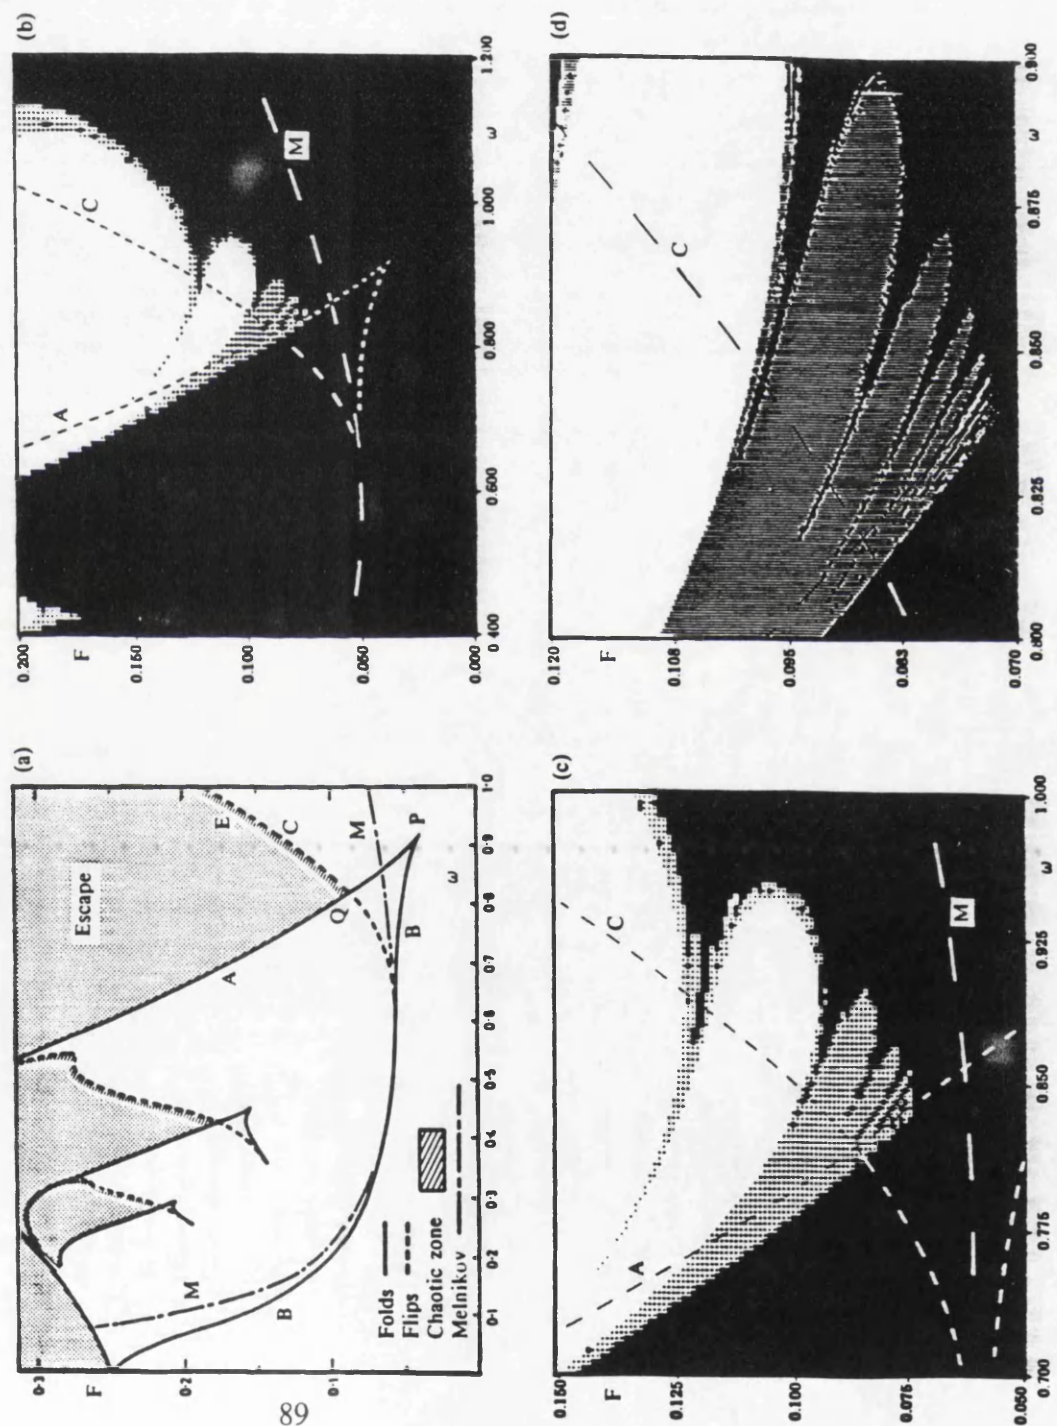 (a)
F
0·3
0·2
0·1
Escape
E
C
M
P
Q
A
B
M
B
Folds
Flips
Chaotic zone
Melnikov
0·1 0·2 0·3 0·4 0·5 0·6 0·7 0·8 0·9 1·0
ω
(b)
0.200
F
0.150
0.100
0.050
0.000
A
C
M
0.400 0.600 0.800 1.000 ω 1.200
(c)
0.150
F
0.125
0.100
0.075
0.050
A
C
M
0.700 0.775 0.850 0.925 ω 1.000
(d)
0.120
F
0.108
0.095
0.083
0.070
C
0.800 0.825 0.850 0.875 ω 0.900
89